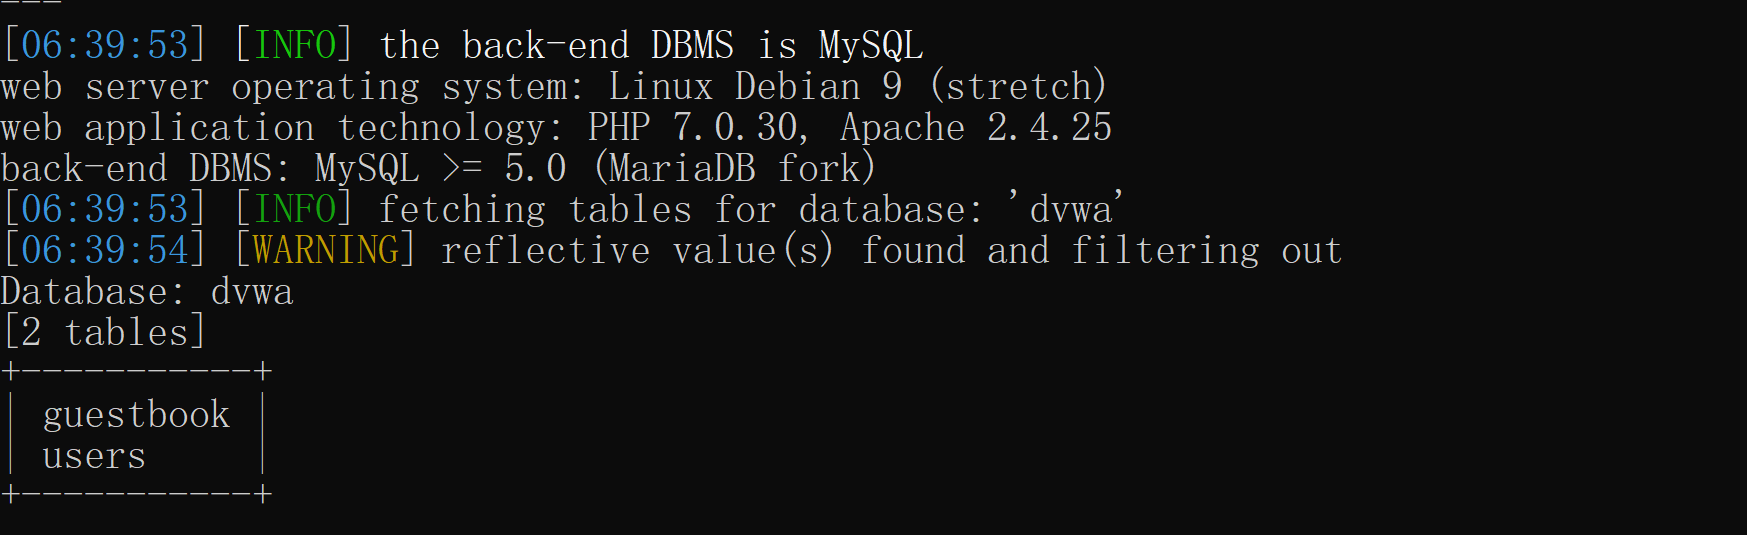 ---
[06:39:53] [INFO] the back-end DBMS is MySQL
web server operating system: Linux Debian 9 (stretch)
web application technology: PHP 7.0.30, Apache 2.4.25
back-end DBMS: MySQL >= 5.0 (MariaDB fork)
[06:39:53] [INFO] fetching tables for database: 'dvwa'
[06:39:54] [WARNING] reflective value(s) found and filtering out
Database: dvwa
[2 tables]
+-----------+
| guestbook |
| users     |
+-----------+